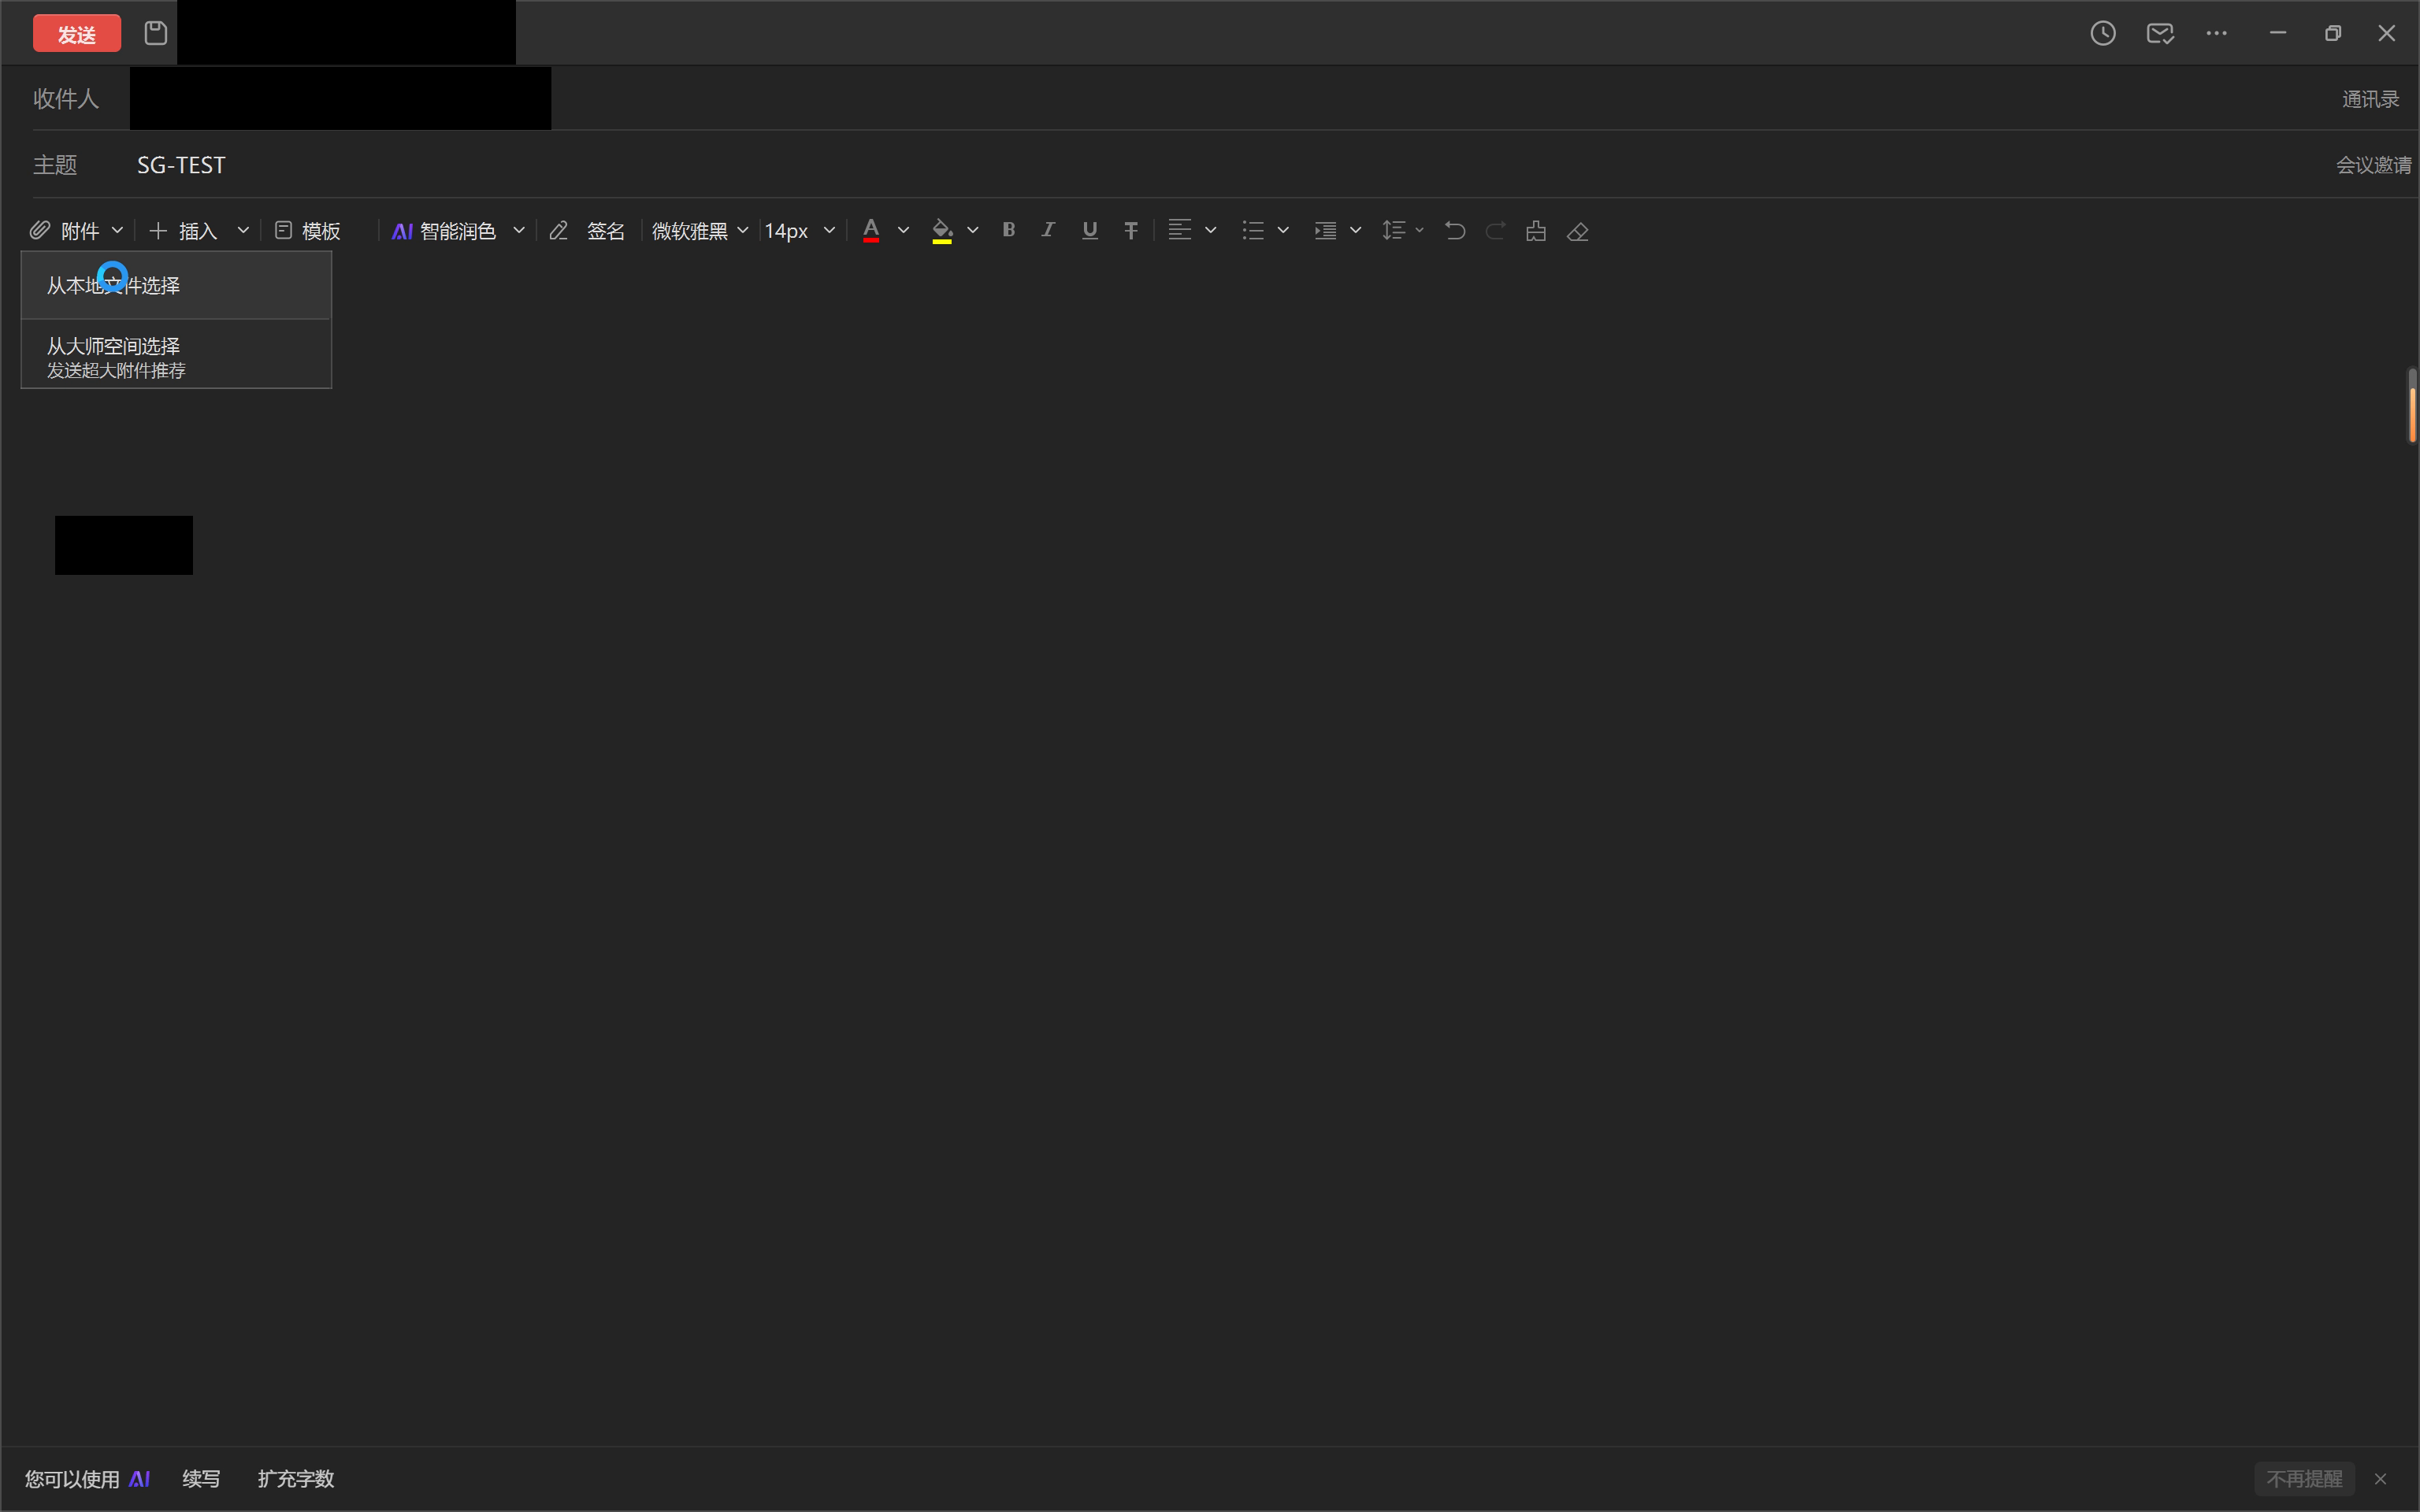 发送
收件人
通讯录
主题 SG-TEST
会议邀请
附件 插入 模板 AI 智能润色 签名 微软雅黑 14px A B I U T
从本地文件选择
从大师空间选择
发送超大附件推荐
您可以使用 AI 续写 扩充字数
不再提醒